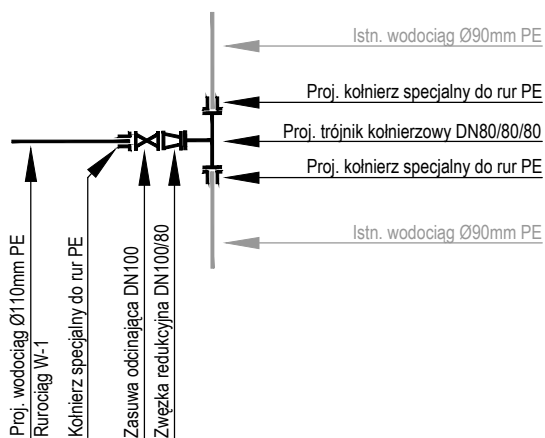 Istn. wodociąg Ø90mm PE
Proj. kołnierz specjalny do rur PE
Proj. trójnik kołnierzowy DN80/80/80
Proj. kołnierz specjalny do rur PE
Istn. wodociąg Ø90mm PE
Proj. wodociąg Ø110mm PE
Rurociąg W-1
Kołnierz specjalny do rur PE
Zasuwa odcinająca DN100
Zwężka redukcyjna DN100/80